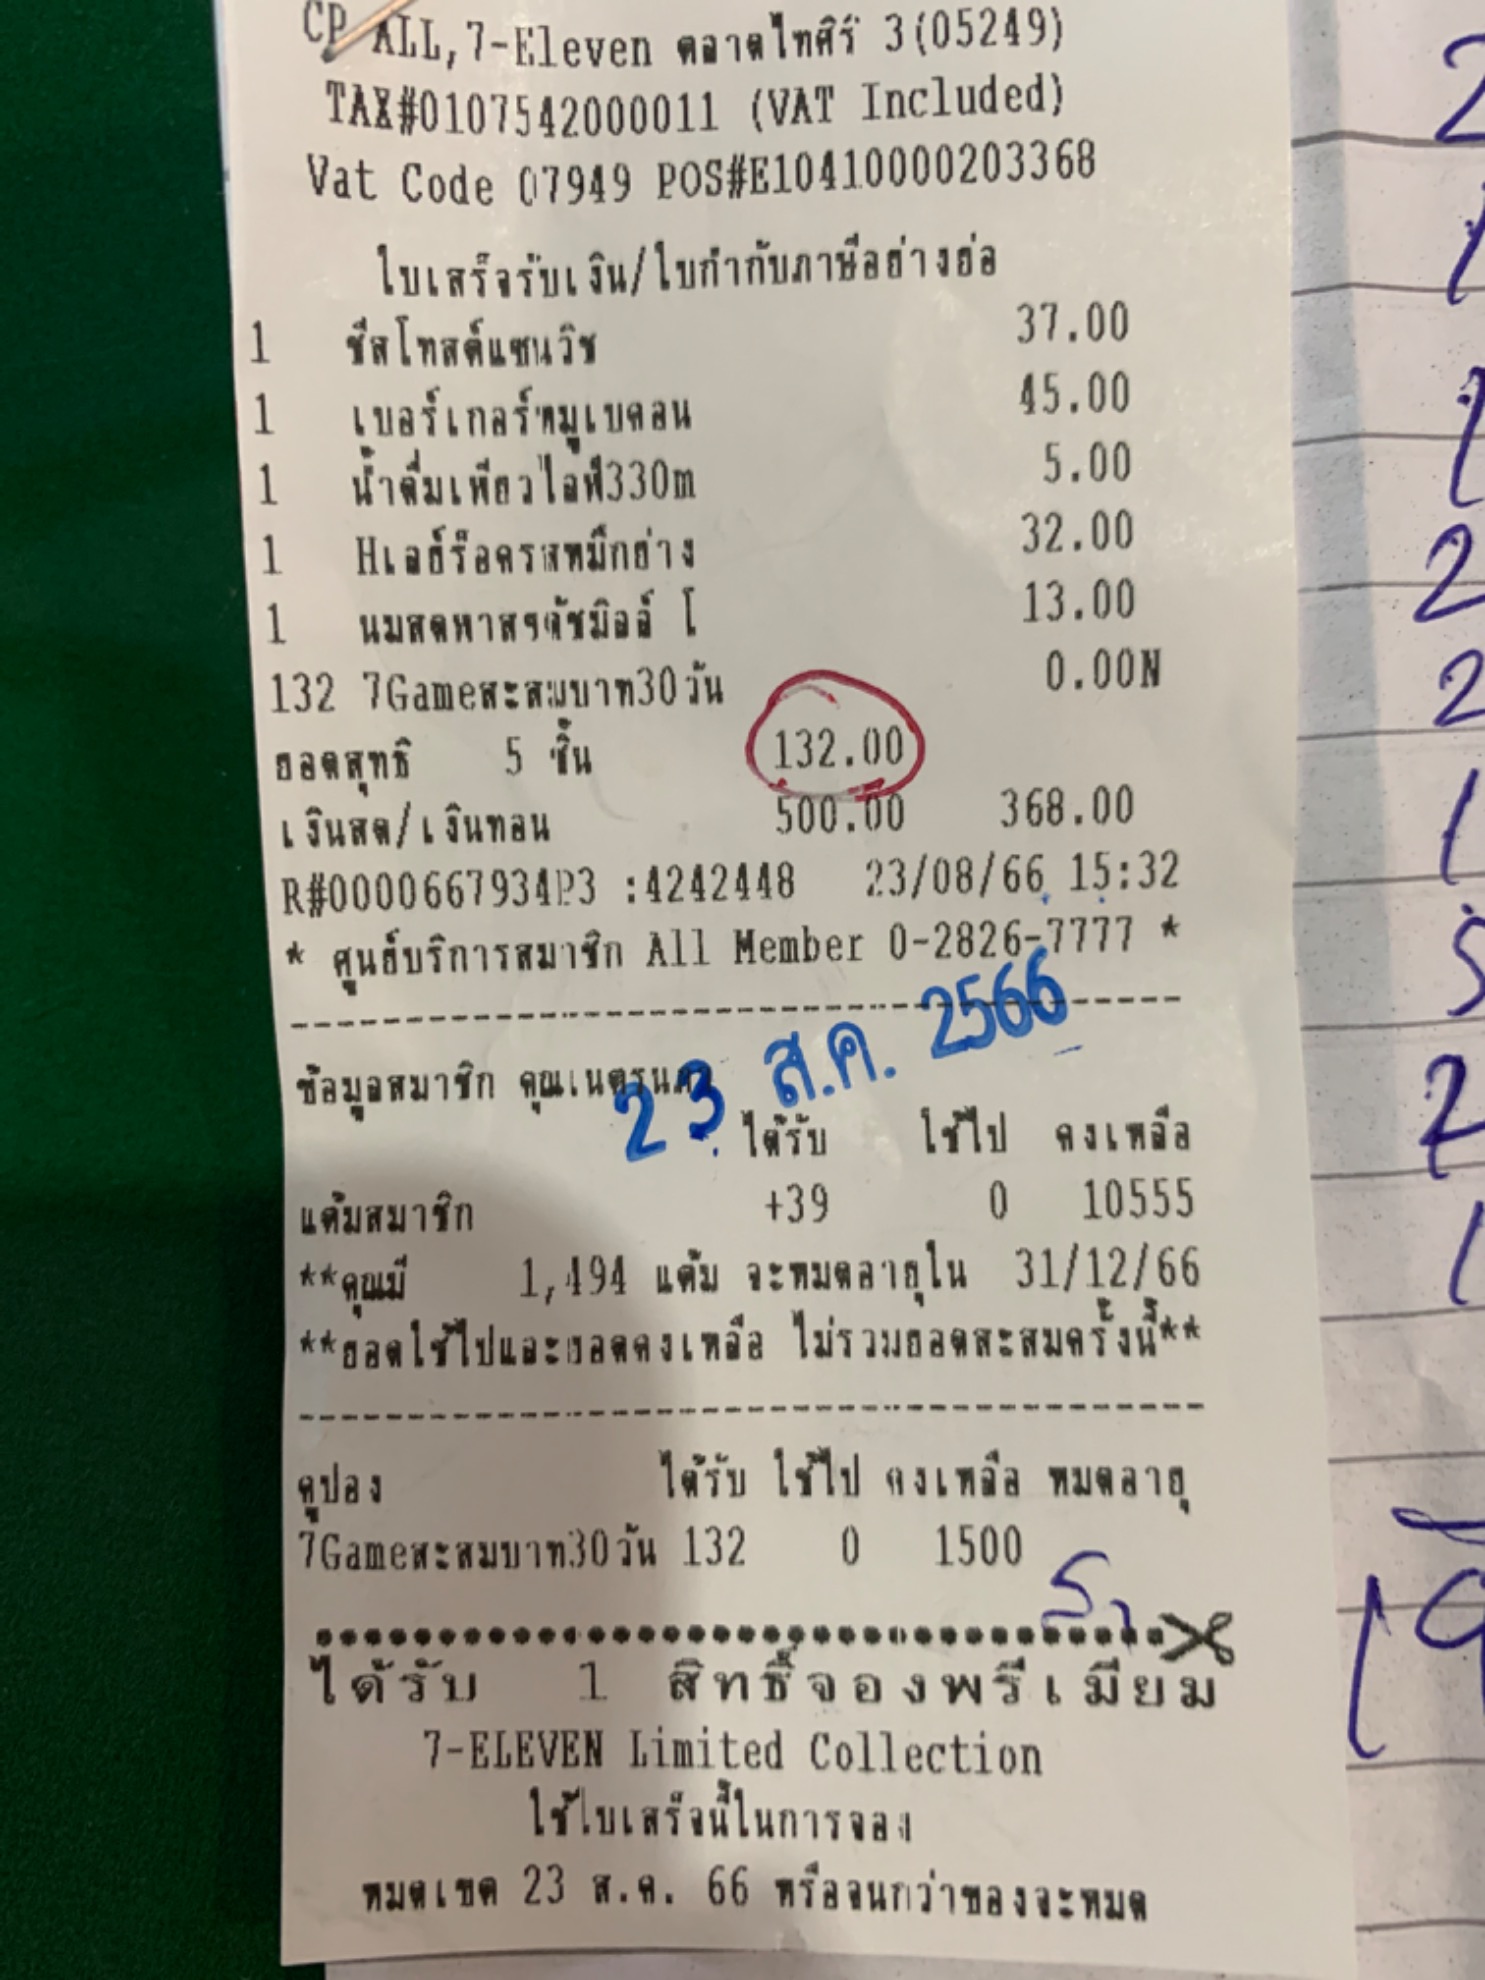 CP ALL,7-Eleven ตลาดไทศิริ 3(05249)
TAX#0107542000011 (VAT Included)
Vat Code 07949 POS#E10410000203368
ใบเสร็จรับเงิน/ใบกำกับภาษีอย่างย่อ
1 ชีสโทสต์แซนวิช 37.00
1 เบอร์เกอร์หมูเบคอน 45.00
1 น้ำดื่มเพียวไลฟ์330m 5.00
1 Hเลย์ร็อครสหมึกย่าง 32.00
1 นมสดพาสฯดัชมิลล์ โ 13.00
132 7Gameสะสมบาท30วัน 0.00N
ยอดสุทธิ 5 ชิ้น 132.00
เงินสด/เงินทอน 500.00 368.00
R#0000667934P3 :4242448 23/08/66 15:32
* ศูนย์บริการสมาชิก All Member 0-2826-7777 *
23 ส.ค. 2566
ข้อมูลสมาชิก คุณเนตรนภา
ได้รับ ใช้ไป คงเหลือ
แต้มสมาชิก +39 0 10555
**คุณมี 1,494 แต้ม จะหมดอายุใน 31/12/66
**ยอดใช้ไปและยอดคงเหลือ ไม่รวมยอดสะสมครั้งนี้**
คูปอง ได้รับ ใช้ไป คงเหลือ หมดอายุ
7Gameสะสมบาท30วัน 132 0 1500
ได้รับ 1 สิทธิ์จองพรีเมียม
7-ELEVEN Limited Collection
ใช้ใบเสร็จนี้ในการจอง
หมดเขต 23 ส.ค. 66 หรือจนกว่าของจะหมด